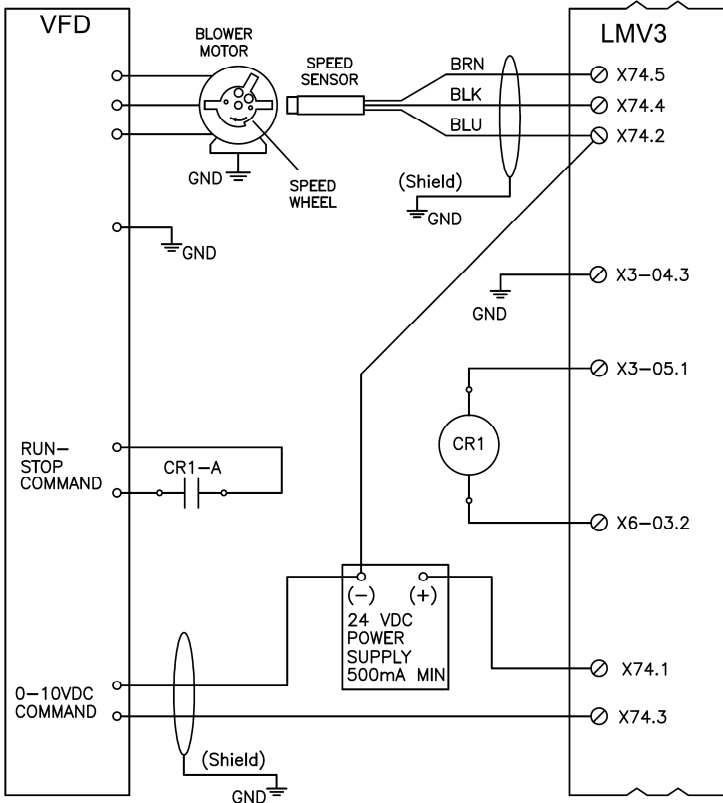 VFD
LMV3
BLOWER
MOTOR
SPEED
SENSOR
BRN
X74.5
BLK
X74.4
BLU
X74.2
GND
SPEED
WHEEL
(Shield)
GND
GND
X3-04.3
GND
X3-05.1
RUN-
STOP
COMMAND
CR1-A
CR1
X6-03.2
(-) (+)
24 VDC
POWER
SUPPLY
500mA MIN
X74.1
0-10VDC
COMMAND
X74.3
(Shield)
GND